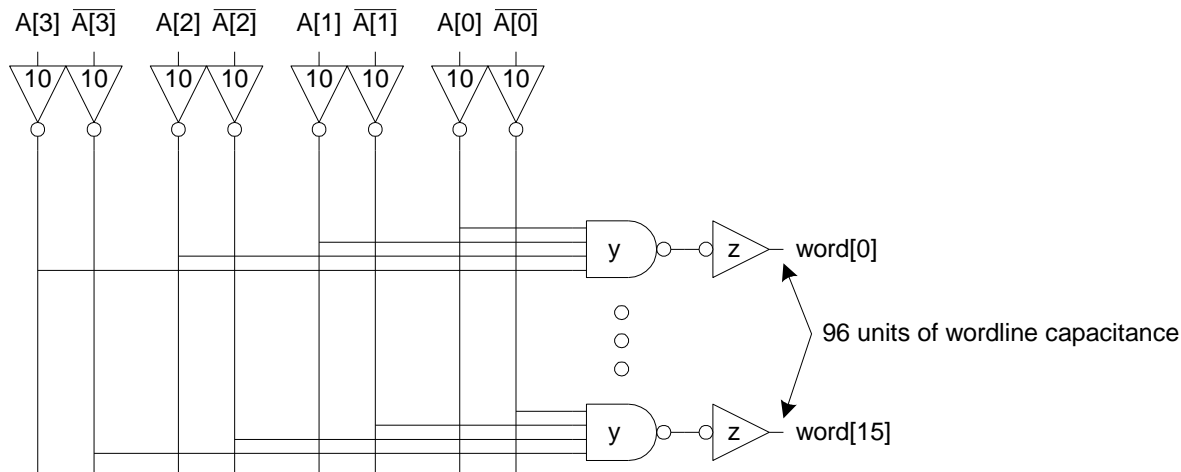 A[3] A̅[̅3̅]̅ A[2] A̅[̅2̅]̅ A[1] A̅[̅1̅]̅ A[0] A̅[̅0̅]̅
10 10 10 10 10 10 10 10
y z word[0]
96 units of wordline capacitance
y z word[15]